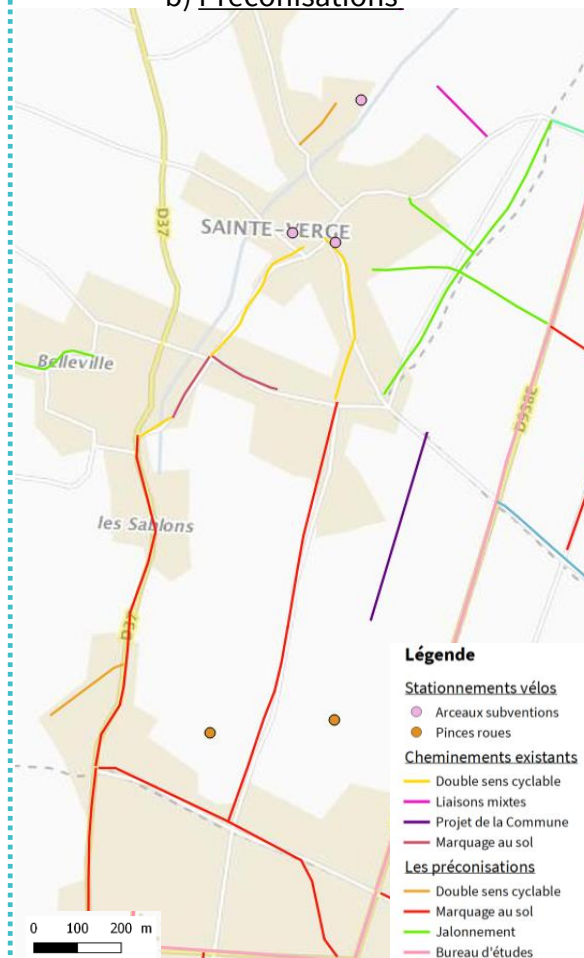 b) Préconisations
D37
SAINTE-VERGE
Belleville
D938E
les Sablons
D37
Légende
Stationnements vélos
Arceaux subventions
Pinces roues
Cheminements existants
Double sens cyclable
Liaisons mixtes
Projet de la Commune
Marquage au sol
Les préconisations
Double sens cyclable
Marquage au sol
Jalonnement
Bureau d'études
0 100 200 m